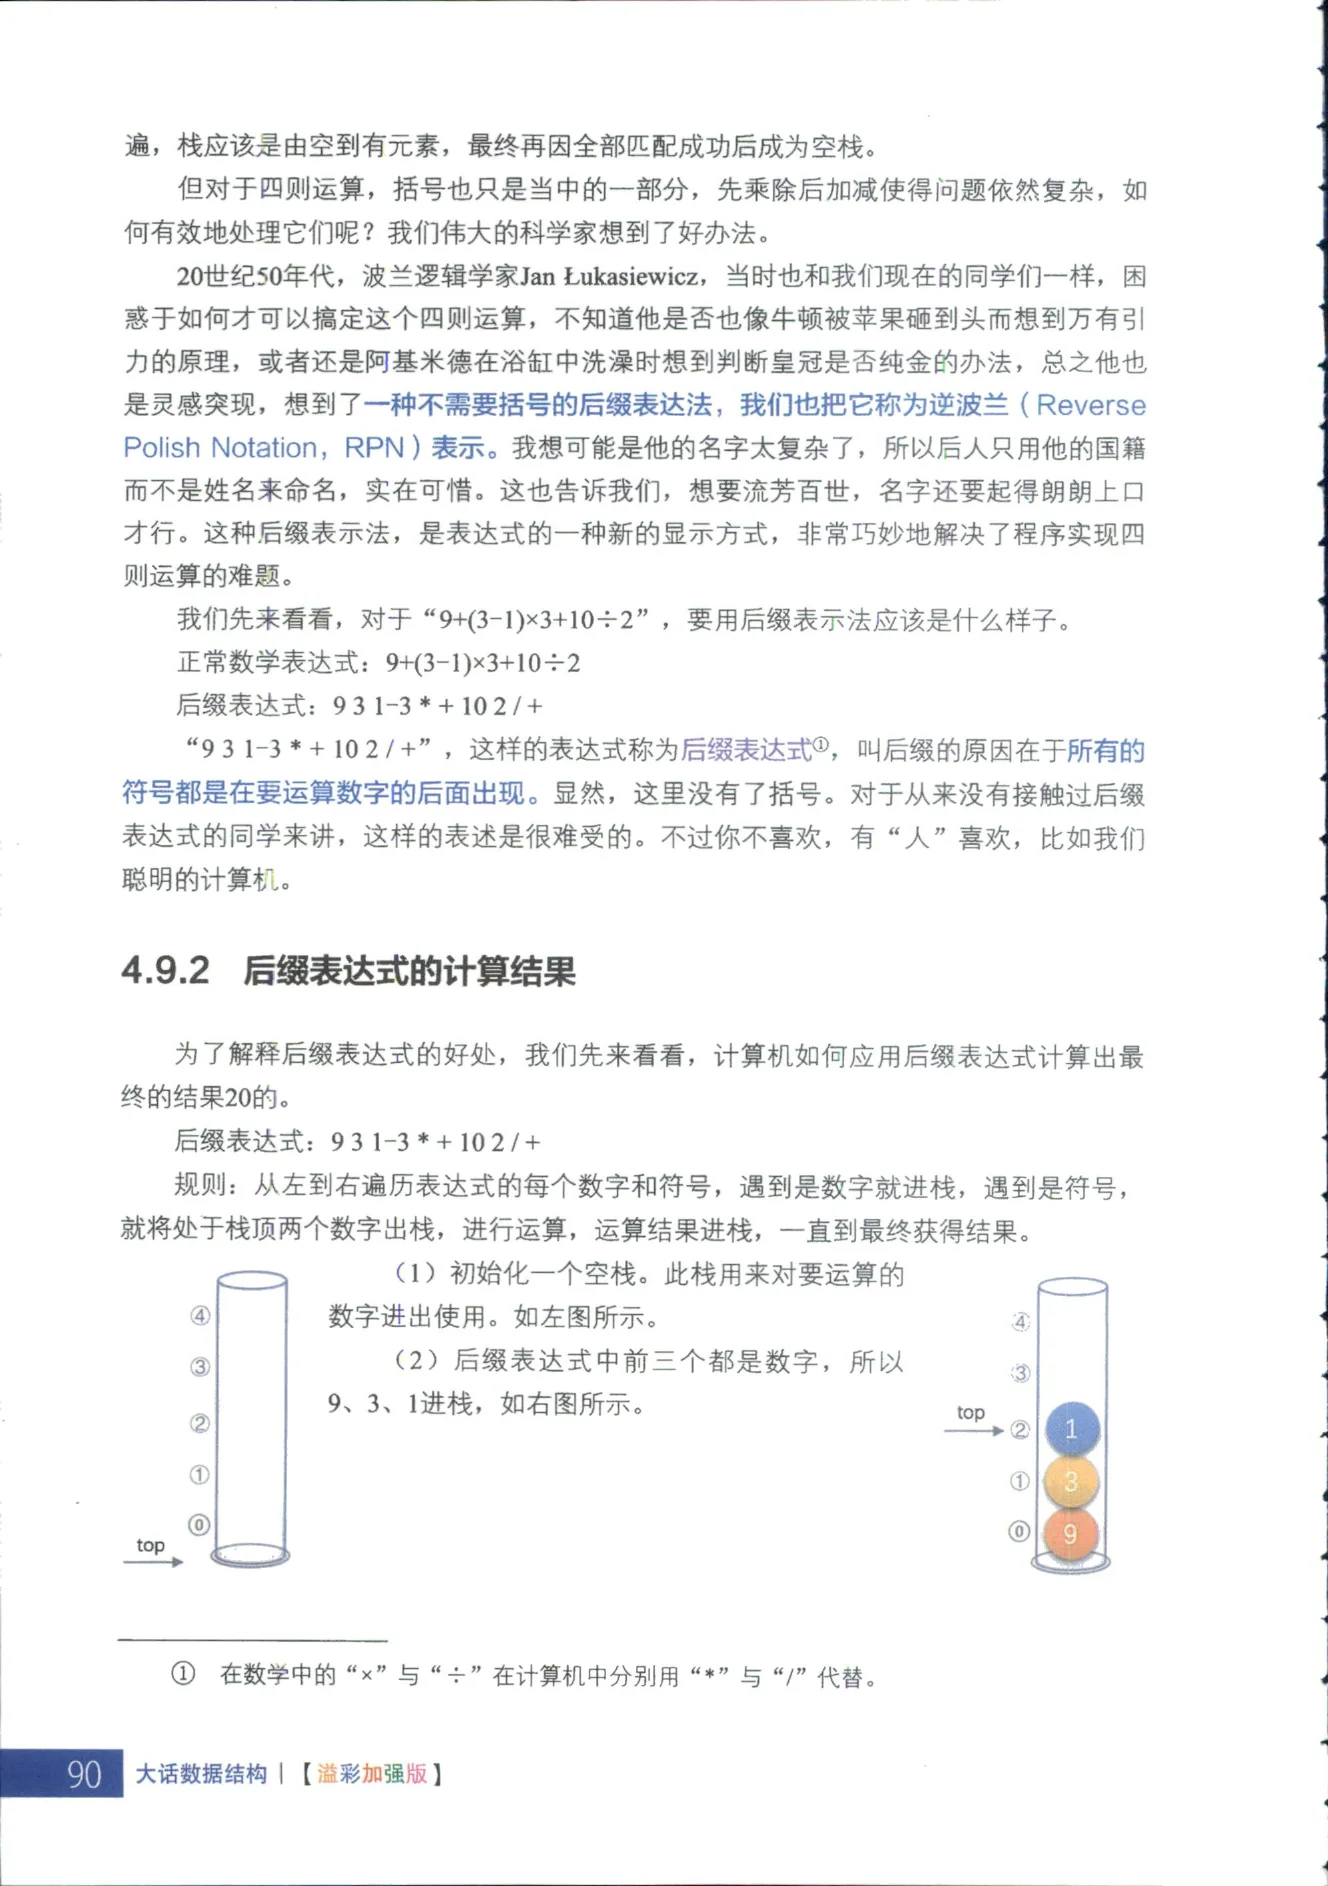 遍，栈应该是由空到有元素，最终再因全部匹配成功后成为空栈。
但对于四则运算，括号也只是当中的一部分，先乘除后加减使得问题依然复杂，如
何有效地处理它们呢？我们伟大的科学家想到了好办法。
20世纪50年代，波兰逻辑学家Jan Łukasiewicz，当时也和我们现在的同学们一样，困
惑于如何才可以搞定这个四则运算，不知道他是否也像牛顿被苹果砸到头而想到万有引
力的原理，或者还是阿基米德在浴缸中洗澡时想到判断皇冠是否纯金的办法，总之他也
是灵感突现，想到了一种不需要括号的后缀表达法，我们也把它称为逆波兰（Reverse
Polish Notation，RPN）表示。我想可能是他的名字太复杂了，所以后人只用他的国籍
而不是姓名来命名，实在可惜。这也告诉我们，想要流芳百世，名字还要起得朗朗上口
才行。这种后缀表示法，是表达式的一种新的显示方式，非常巧妙地解决了程序实现四
则运算的难题。
我们先来看看，对于“9+(3-1)×3+10÷2”，要用后缀表示法应该是什么样子。
正常数学表达式：9+(3-1)×3+10÷2
后缀表达式：9 3 1-3 * + 10 2 / +
“9 3 1-3 * + 10 2 / +”，这样的表达式称为后缀表达式①，叫后缀的原因在于所有的
符号都是在要运算数字的后面出现。显然，这里没有了括号。对于从来没有接触过后缀
表达式的同学来讲，这样的表述是很难受的。不过你不喜欢，有“人”喜欢，比如我们
聪明的计算机。
4.9.2 后缀表达式的计算结果
为了解释后缀表达式的好处，我们先来看看，计算机如何应用后缀表达式计算出最
终的结果20的。
后缀表达式：9 3 1-3 * + 10 2 / +
规则：从左到右遍历表达式的每个数字和符号，遇到是数字就进栈，遇到是符号，
就将处于栈顶两个数字出栈，进行运算，运算结果进栈，一直到最终获得结果。
（1）初始化一个空栈。此栈用来对要运算的
数字进出使用。如左图所示。
（2）后缀表达式中前三个都是数字，所以
9、3、1进栈，如右图所示。
④
③
②
①
⓪
top
④
③
top
②
1
①
3
⓪
9
① 在数学中的“×”与“÷”在计算机中分别用“*”与“/”代替。
90 大话数据结构 | 【溢彩加强版】